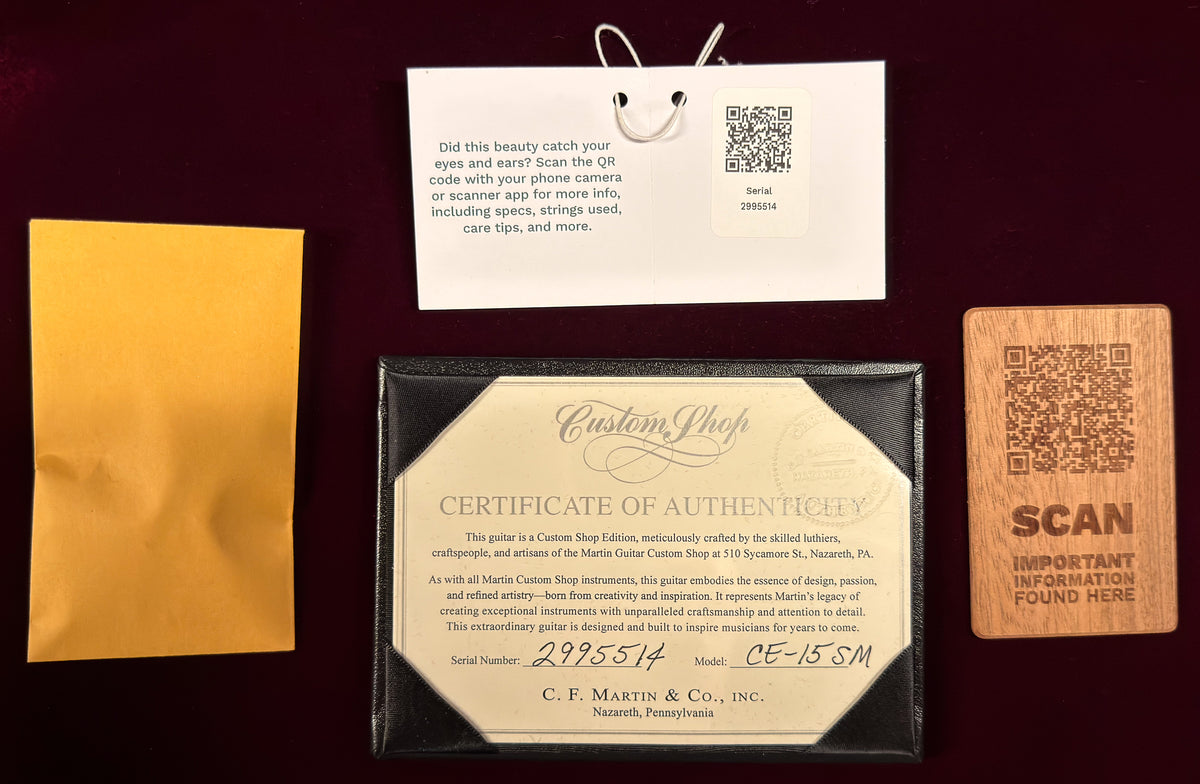 Did this beauty catch your
eyes and ears? Scan the QR
code with your phone camera
or scanner app for more info,
including specs, strings used,
care tips, and more.
Serial
2995514
Custom Shop
CERTIFICATE OF AUTHENTICITY
This guitar is a Custom Shop Edition, meticulously crafted by the skilled luthiers,
craftspeople, and artisans of the Martin Guitar Custom Shop at 510 Sycamore St., Nazareth, PA.
As with all Martin Custom Shop instruments, this guitar embodies the essence of design, passion,
and refined artistry—born from creativity and inspiration. It represents Martin's legacy of
creating exceptional instruments with unparalleled craftsmanship and attention to detail.
This extraordinary guitar is designed and built to inspire musicians for years to come.
Serial Number: 2995514 Model: CE-15SM
C. F. MARTIN & CO., INC.
Nazareth, Pennsylvania
SCAN
IMPORTANT
INFORMATION
FOUND HERE